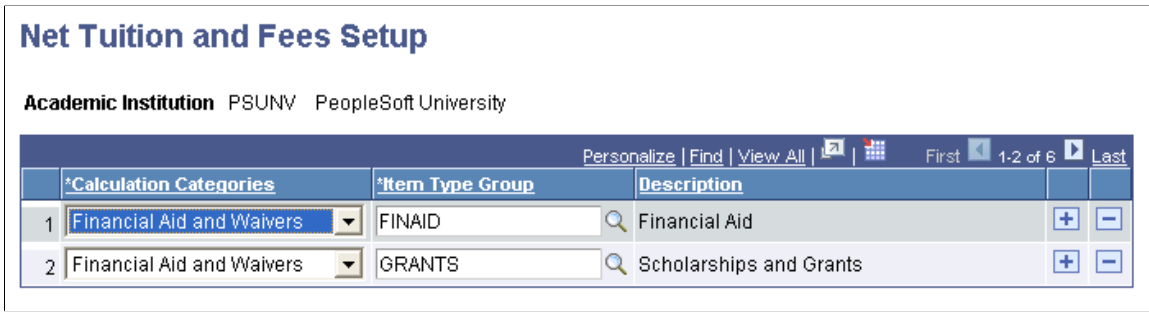 Net Tuition and Fees Setup
Academic Institution PSUNV PeopleSoft University
Personalize | Find | View All | | First 1-2 of 6 Last
*Calculation Categories *Item Type Group Description
1 Financial Aid and Waivers FINAID Financial Aid
2 Financial Aid and Waivers GRANTS Scholarships and Grants